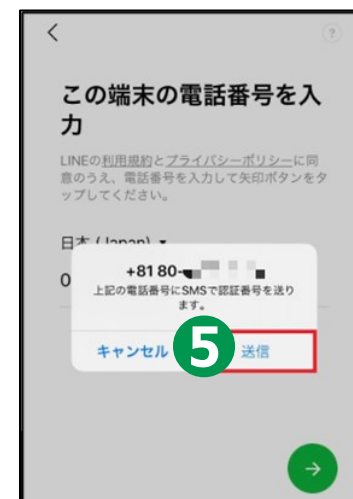 ?
この端末の電話番号を入
力
LINEの利用規約とプライバシーポリシーに同
意のうえ、電話番号を入力して矢印ボタンをタ
ップしてください。
日本 (Japan)
0
+81 80-
上記の電話番号にSMSで認証番号を送り
ます。
キャンセル 5 送信